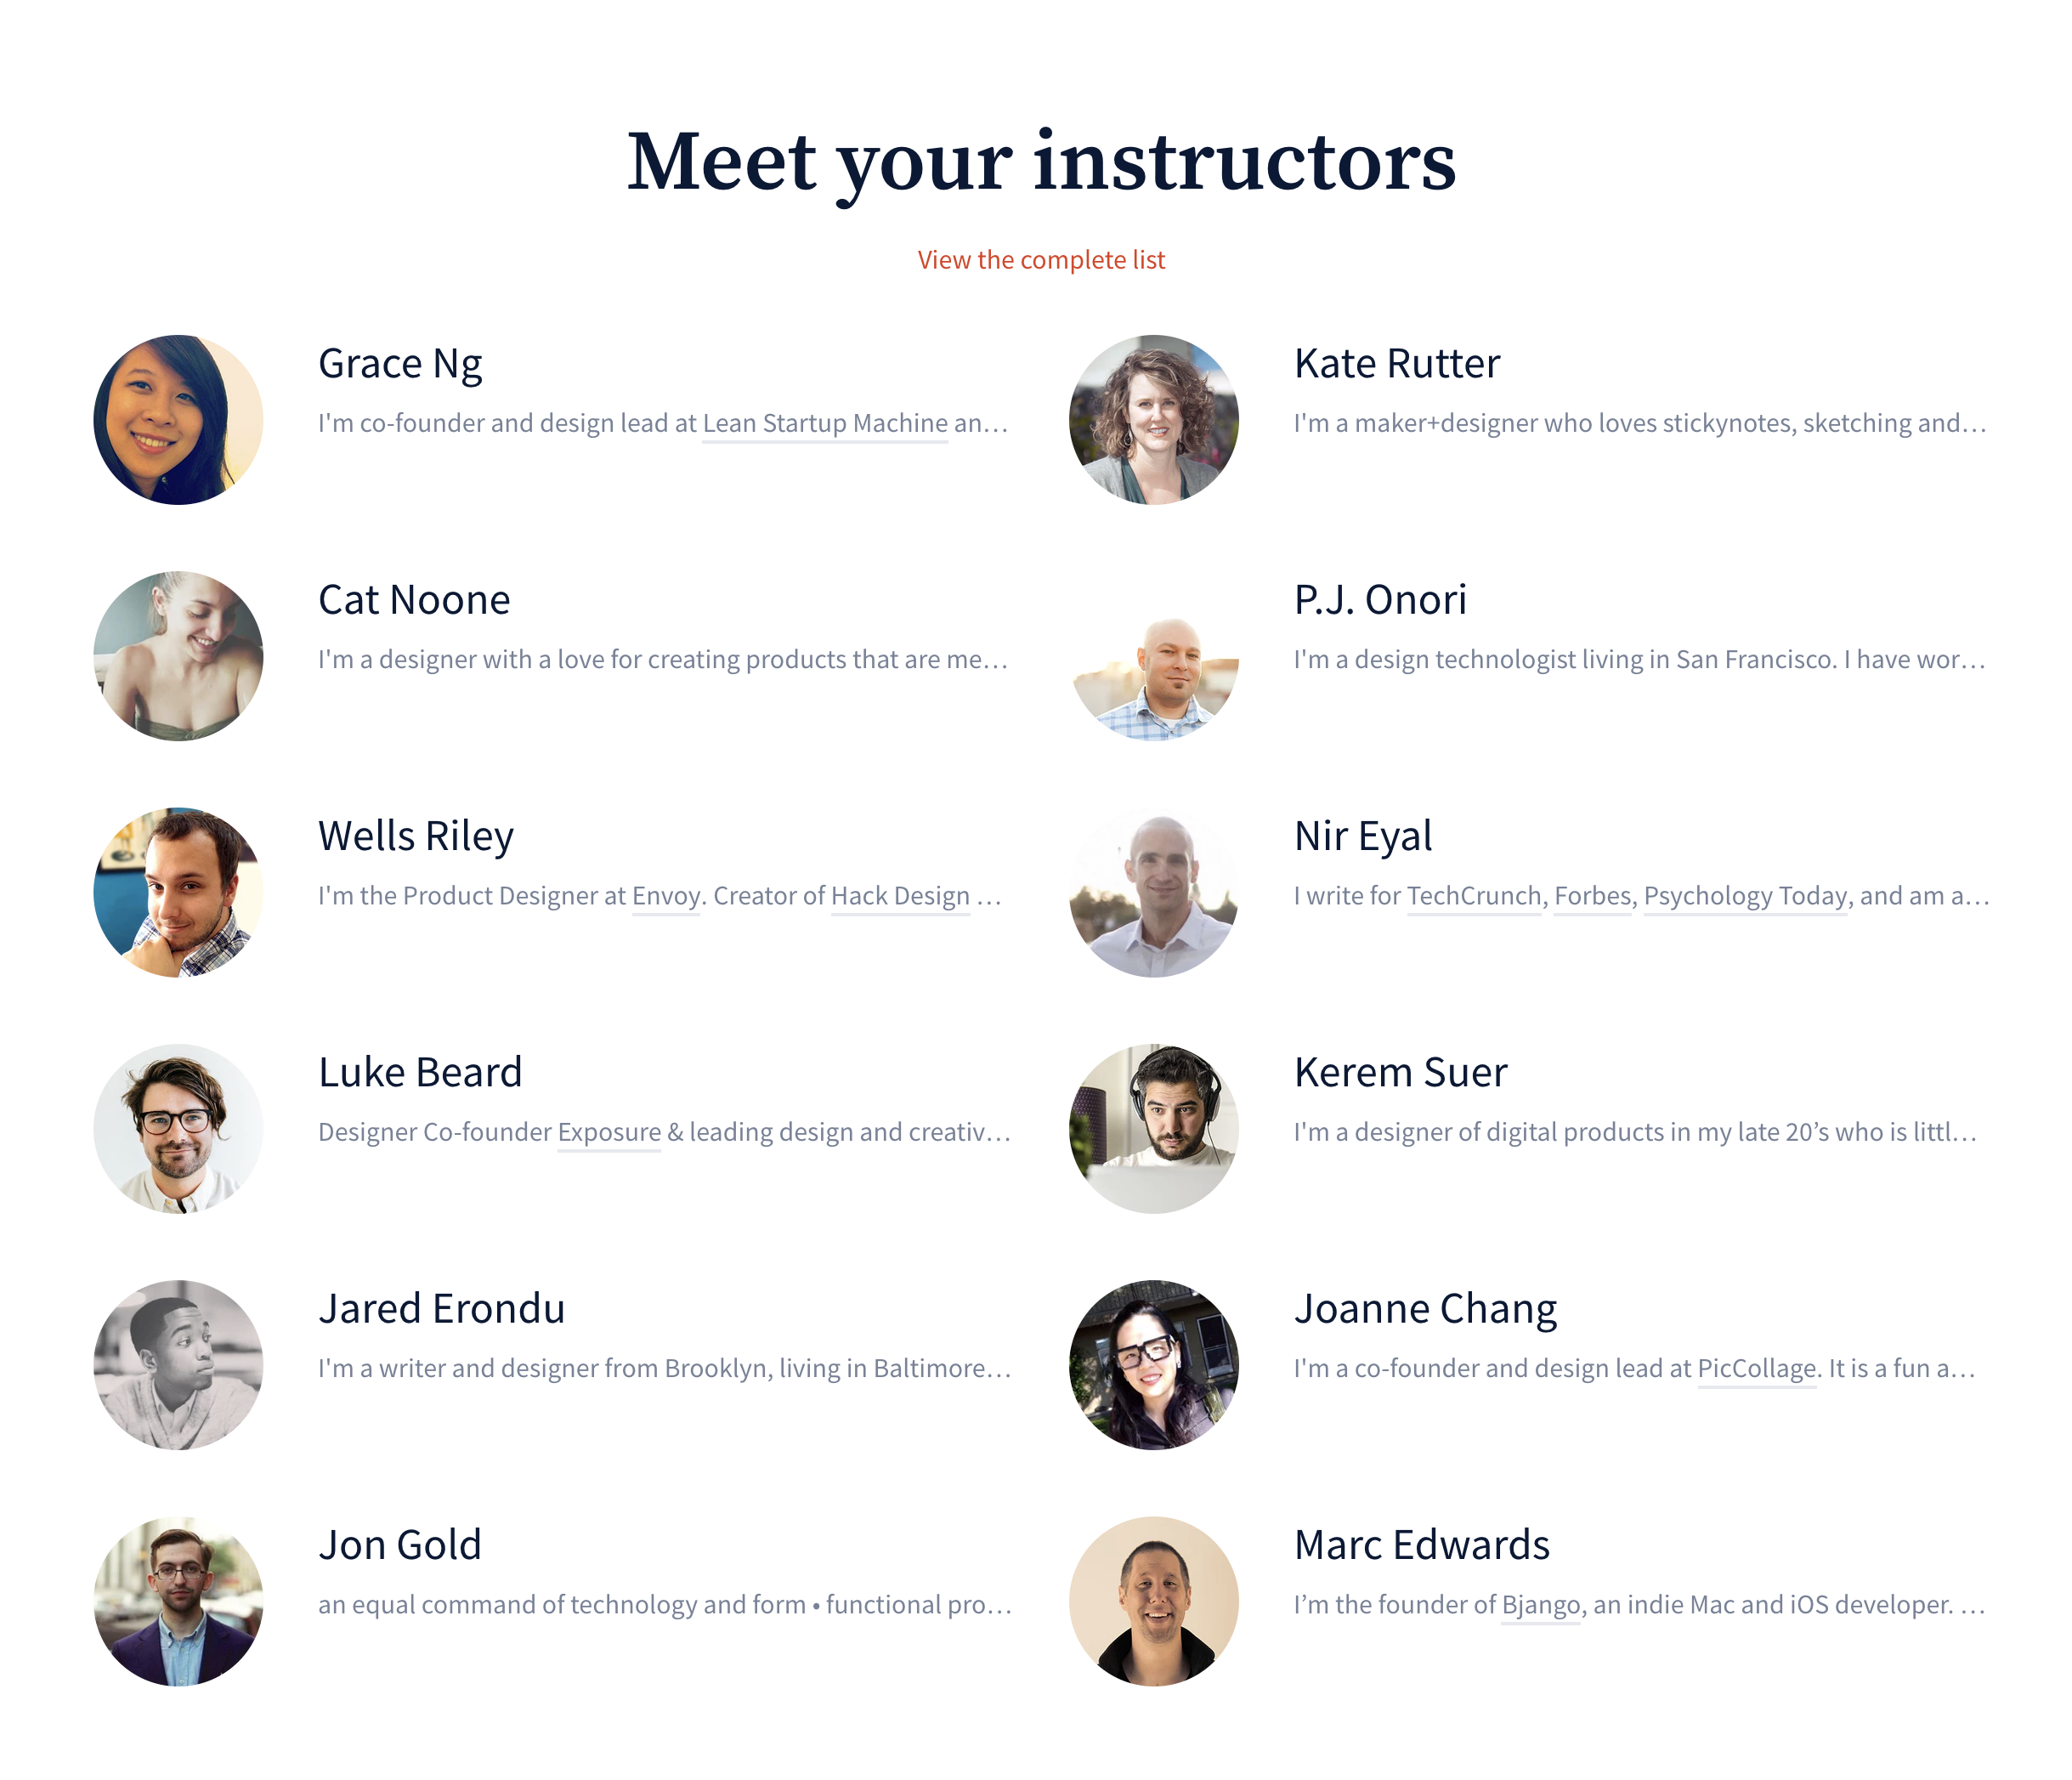 Meet your instructors
View the complete list
Grace Ng
I'm co-founder and design lead at Lean Startup Machine an…
Kate Rutter
I'm a maker+designer who loves stickynotes, sketching and…
Cat Noone
I'm a designer with a love for creating products that are me…
P.J. Onori
I'm a design technologist living in San Francisco. I have wor…
Wells Riley
I'm the Product Designer at Envoy. Creator of Hack Design …
Nir Eyal
I write for TechCrunch, Forbes, Psychology Today, and am a…
Luke Beard
Designer Co-founder Exposure & leading design and creativ…
Kerem Suer
I'm a designer of digital products in my late 20’s who is littl…
Jared Erondu
I'm a writer and designer from Brooklyn, living in Baltimore…
Joanne Chang
I'm a co-founder and design lead at PicCollage. It is a fun a…
Jon Gold
an equal command of technology and form • functional pro…
Marc Edwards
I’m the founder of Bjango, an indie Mac and iOS developer. …